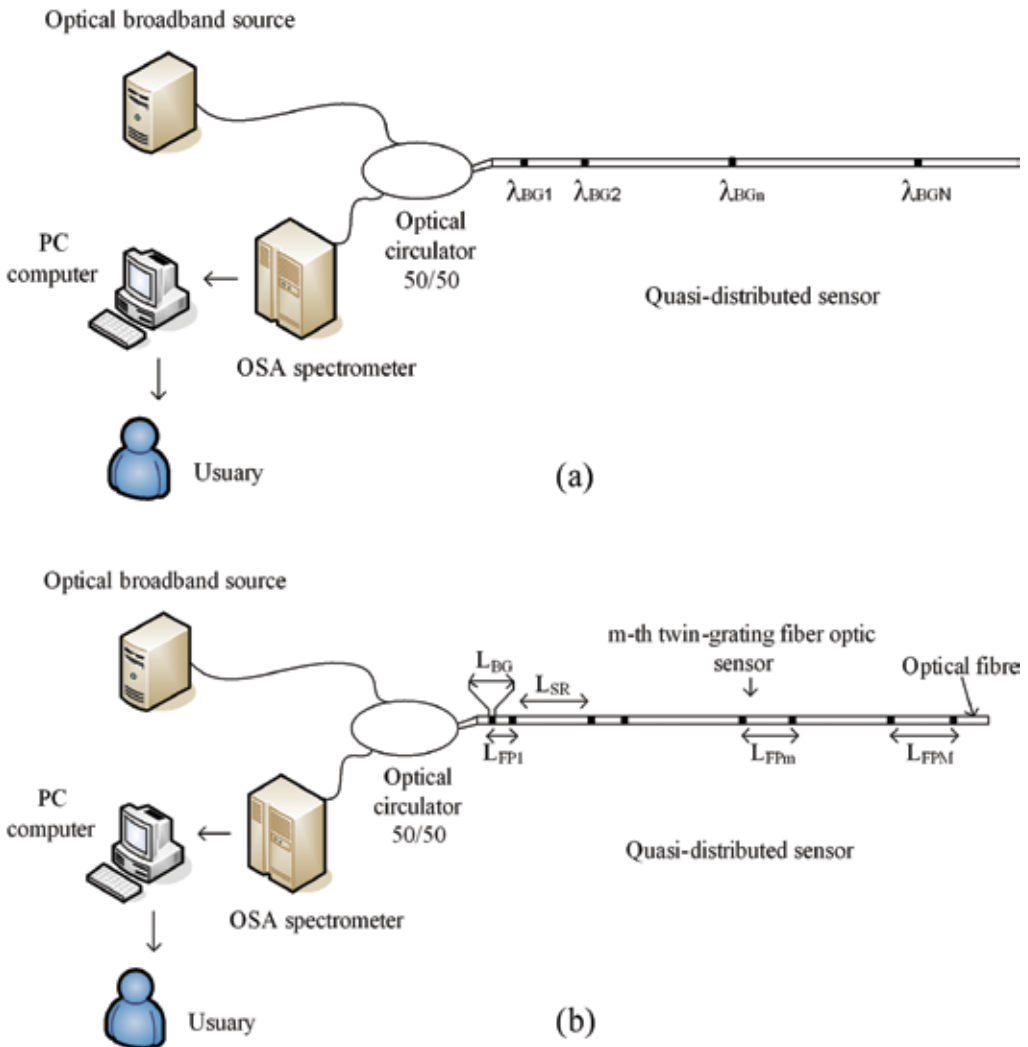 Optical broadband source
λBG1 λBG2 λBGn λBGN
Optical
circulator
50/50
PC
computer
Quasi-distributed sensor
OSA spectrometer
Usuary
(a)
Optical broadband source
m-th twin-grating fiber optic
sensor
Optical fibre
LBG
LSR
LFP1
LFPm
LFPM
Optical
circulator
50/50
PC
computer
Quasi-distributed sensor
OSA spectrometer
Usuary
(b)